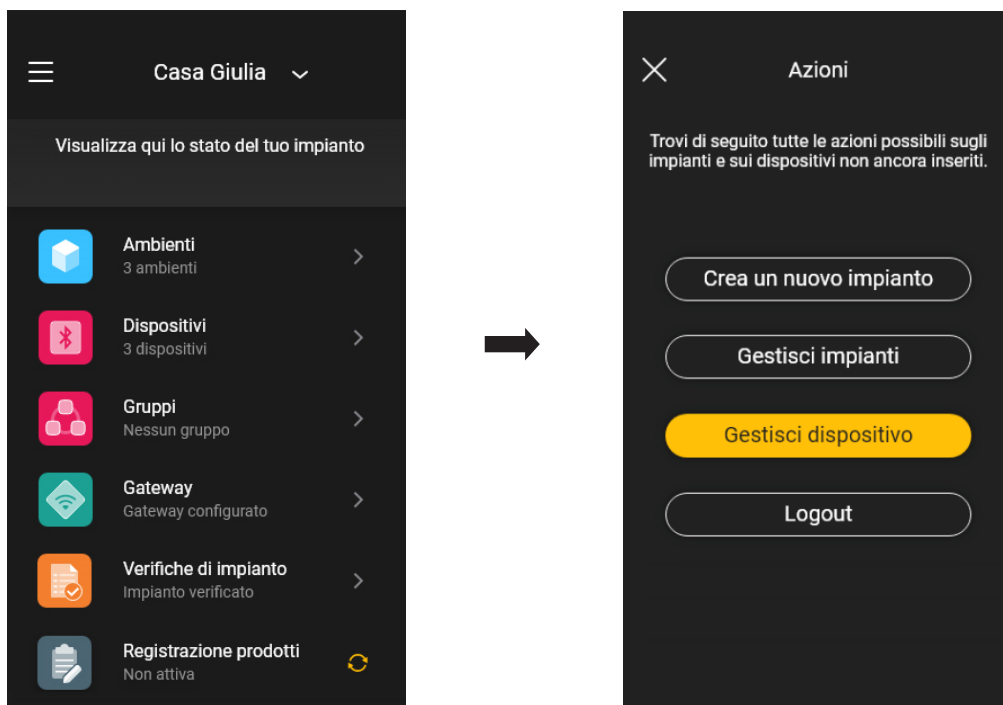 Casa Giulia
Visualizza qui lo stato del tuo impianto
Ambienti
3 ambienti
Dispositivi
3 dispositivi
Gruppi
Nessun gruppo
Gateway
Gateway configurato
Verifiche di impianto
Impianto verificato
Registrazione prodotti
Non attiva
Azioni
Trovi di seguito tutte le azioni possibili sugli
impianti e sui dispositivi non ancora inseriti.
Crea un nuovo impianto
Gestisci impianti
Gestisci dispositivo
Logout